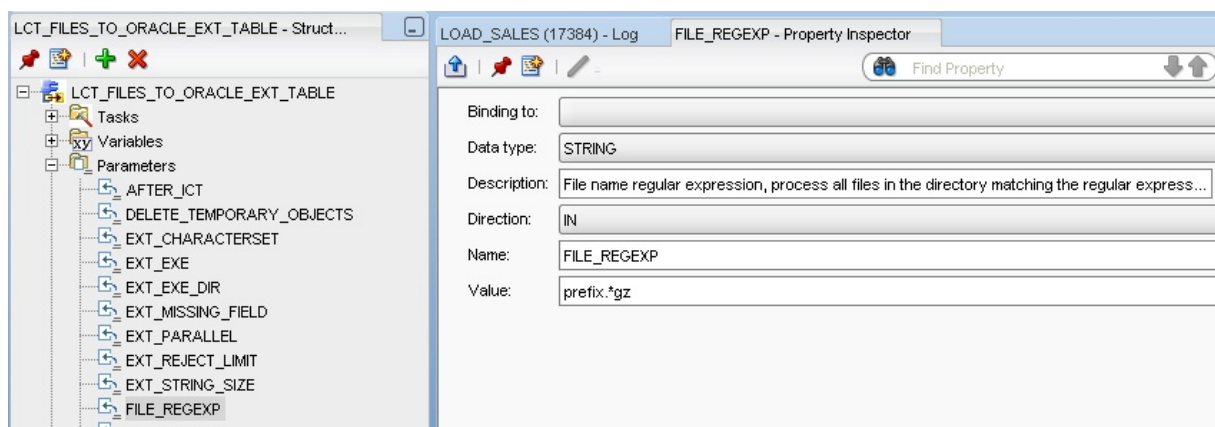 LCT_FILES_TO_ORACLE_EXT_TABLE - Struct...
LCT_FILES_TO_ORACLE_EXT_TABLE
Tasks
Variables
Parameters
AFTER_ICT
DELETE_TEMPORARY_OBJECTS
EXT_CHARACTERSET
EXT_EXE
EXT_EXE_DIR
EXT_MISSING_FIELD
EXT_PARALLEL
EXT_REJECT_LIMIT
EXT_STRING_SIZE
FILE_REGEXP
LOAD_SALES (17384) - Log FILE_REGEXP - Property Inspector
Find Property
Binding to:
Data type: STRING
Description: File name regular expression, process all files in the directory matching the regular express...
Direction: IN
Name: FILE_REGEXP
Value: prefix.*gz